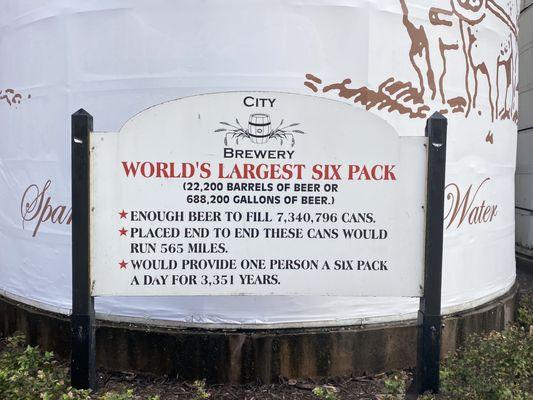 CITY
BREWERY
WORLD'S LARGEST SIX PACK
(22,200 BARRELS OF BEER OR
688,200 GALLONS OF BEER.)
★ ENOUGH BEER TO FILL 7,340,796 CANS.
★ PLACED END TO END THESE CANS WOULD
RUN 565 MILES.
★ WOULD PROVIDE ONE PERSON A SIX PACK
A DAY FOR 3,351 YEARS.
Water